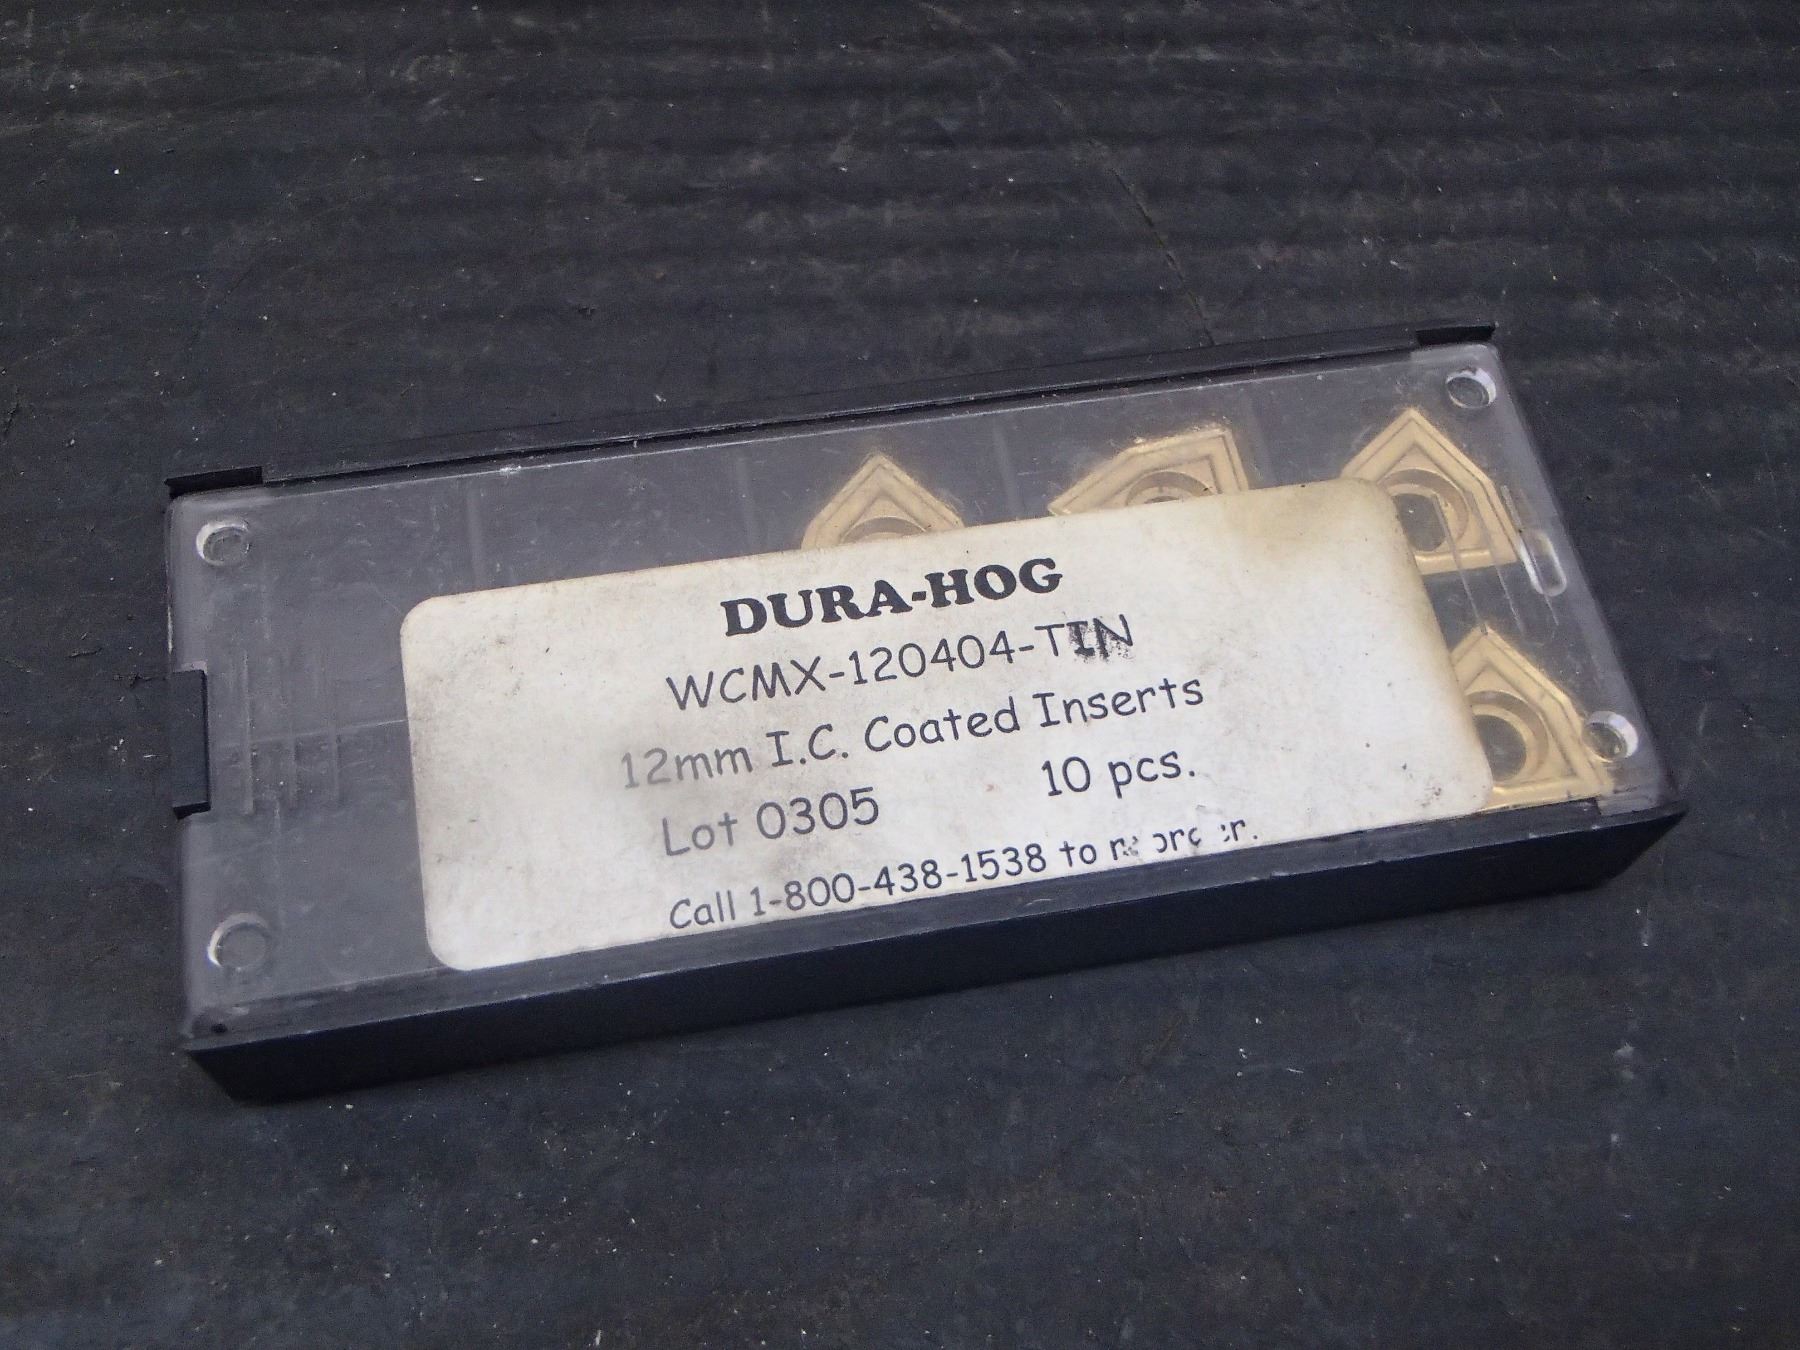 DURA-HOG
WCMX-120404-TIN
12mm I.C. Coated Inserts
Lot 0305 10 pcs.
Call 1-800-438-1538 to